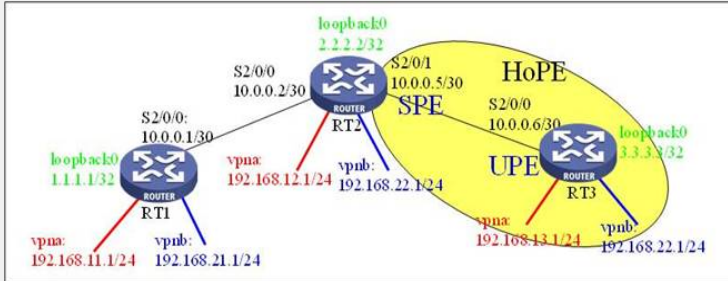 loopback0
2.2.2.2/32
S2/0/0
10.0.0.2/30
S2/0/1
10.0.0.5/30
HoPE
ROUTER
RT2
SPE
S2/0/0
10.0.0.6/30
S2/0/0:
10.0.0.1/30
loopback0
3.3.3.3/32
loopback0
1.1.1.1/32
vpna:
192.168.12.1/24
vpnb:
192.168.22.1/24
UPE
ROUTER
RT3
ROUTER
RT1
vpna:
192.168.13.1/24
vpnb:
192.168.22.1/24
vpna:
192.168.11.1/24
vpnb:
192.168.21.1/24